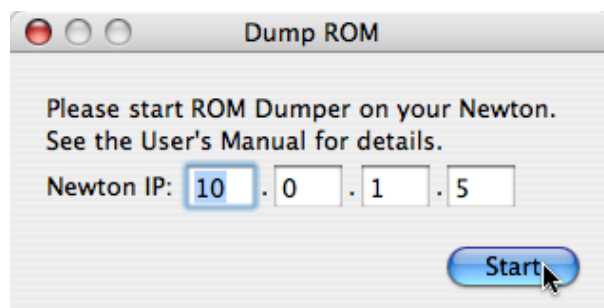 Dump ROM
Please start ROM Dumper on your Newton.
See the User's Manual for details.
Newton IP: 10 . 0 . 1 . 5
Start